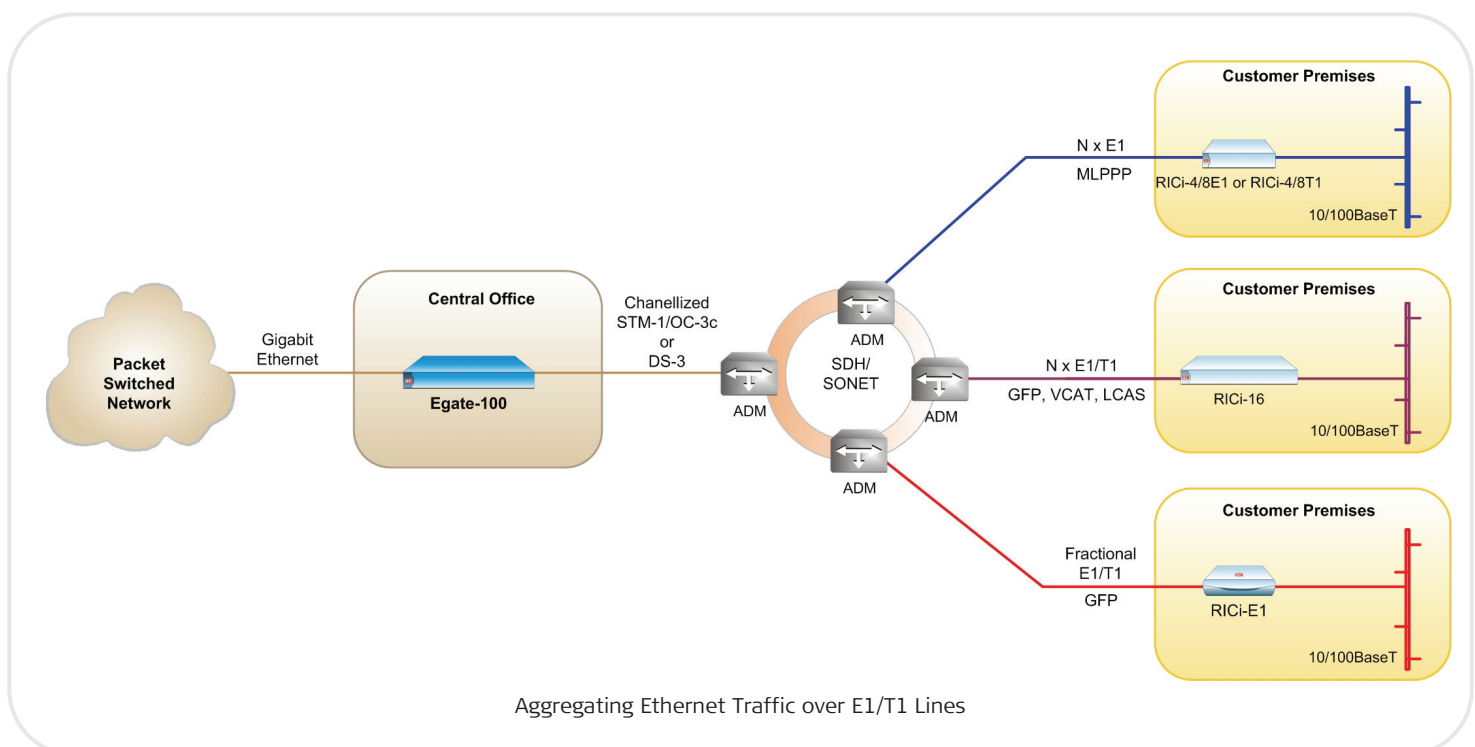 Packet
Switched
Network
Gigabit
Ethernet
Central Office
Egate-100
Chanellized
STM-1/OC-3c
or
DS-3
ADM
ADM
SDH/
SONET
ADM
ADM
N x E1
MLPPP
Customer Premises
RICi-4/8E1 or RICi-4/8T1
10/100BaseT
N x E1/T1
GFP, VCAT, LCAS
Customer Premises
RICi-16
10/100BaseT
Fractional
E1/T1
GFP
Customer Premises
RICi-E1
10/100BaseT
Aggregating Ethernet Traffic over E1/T1 Lines